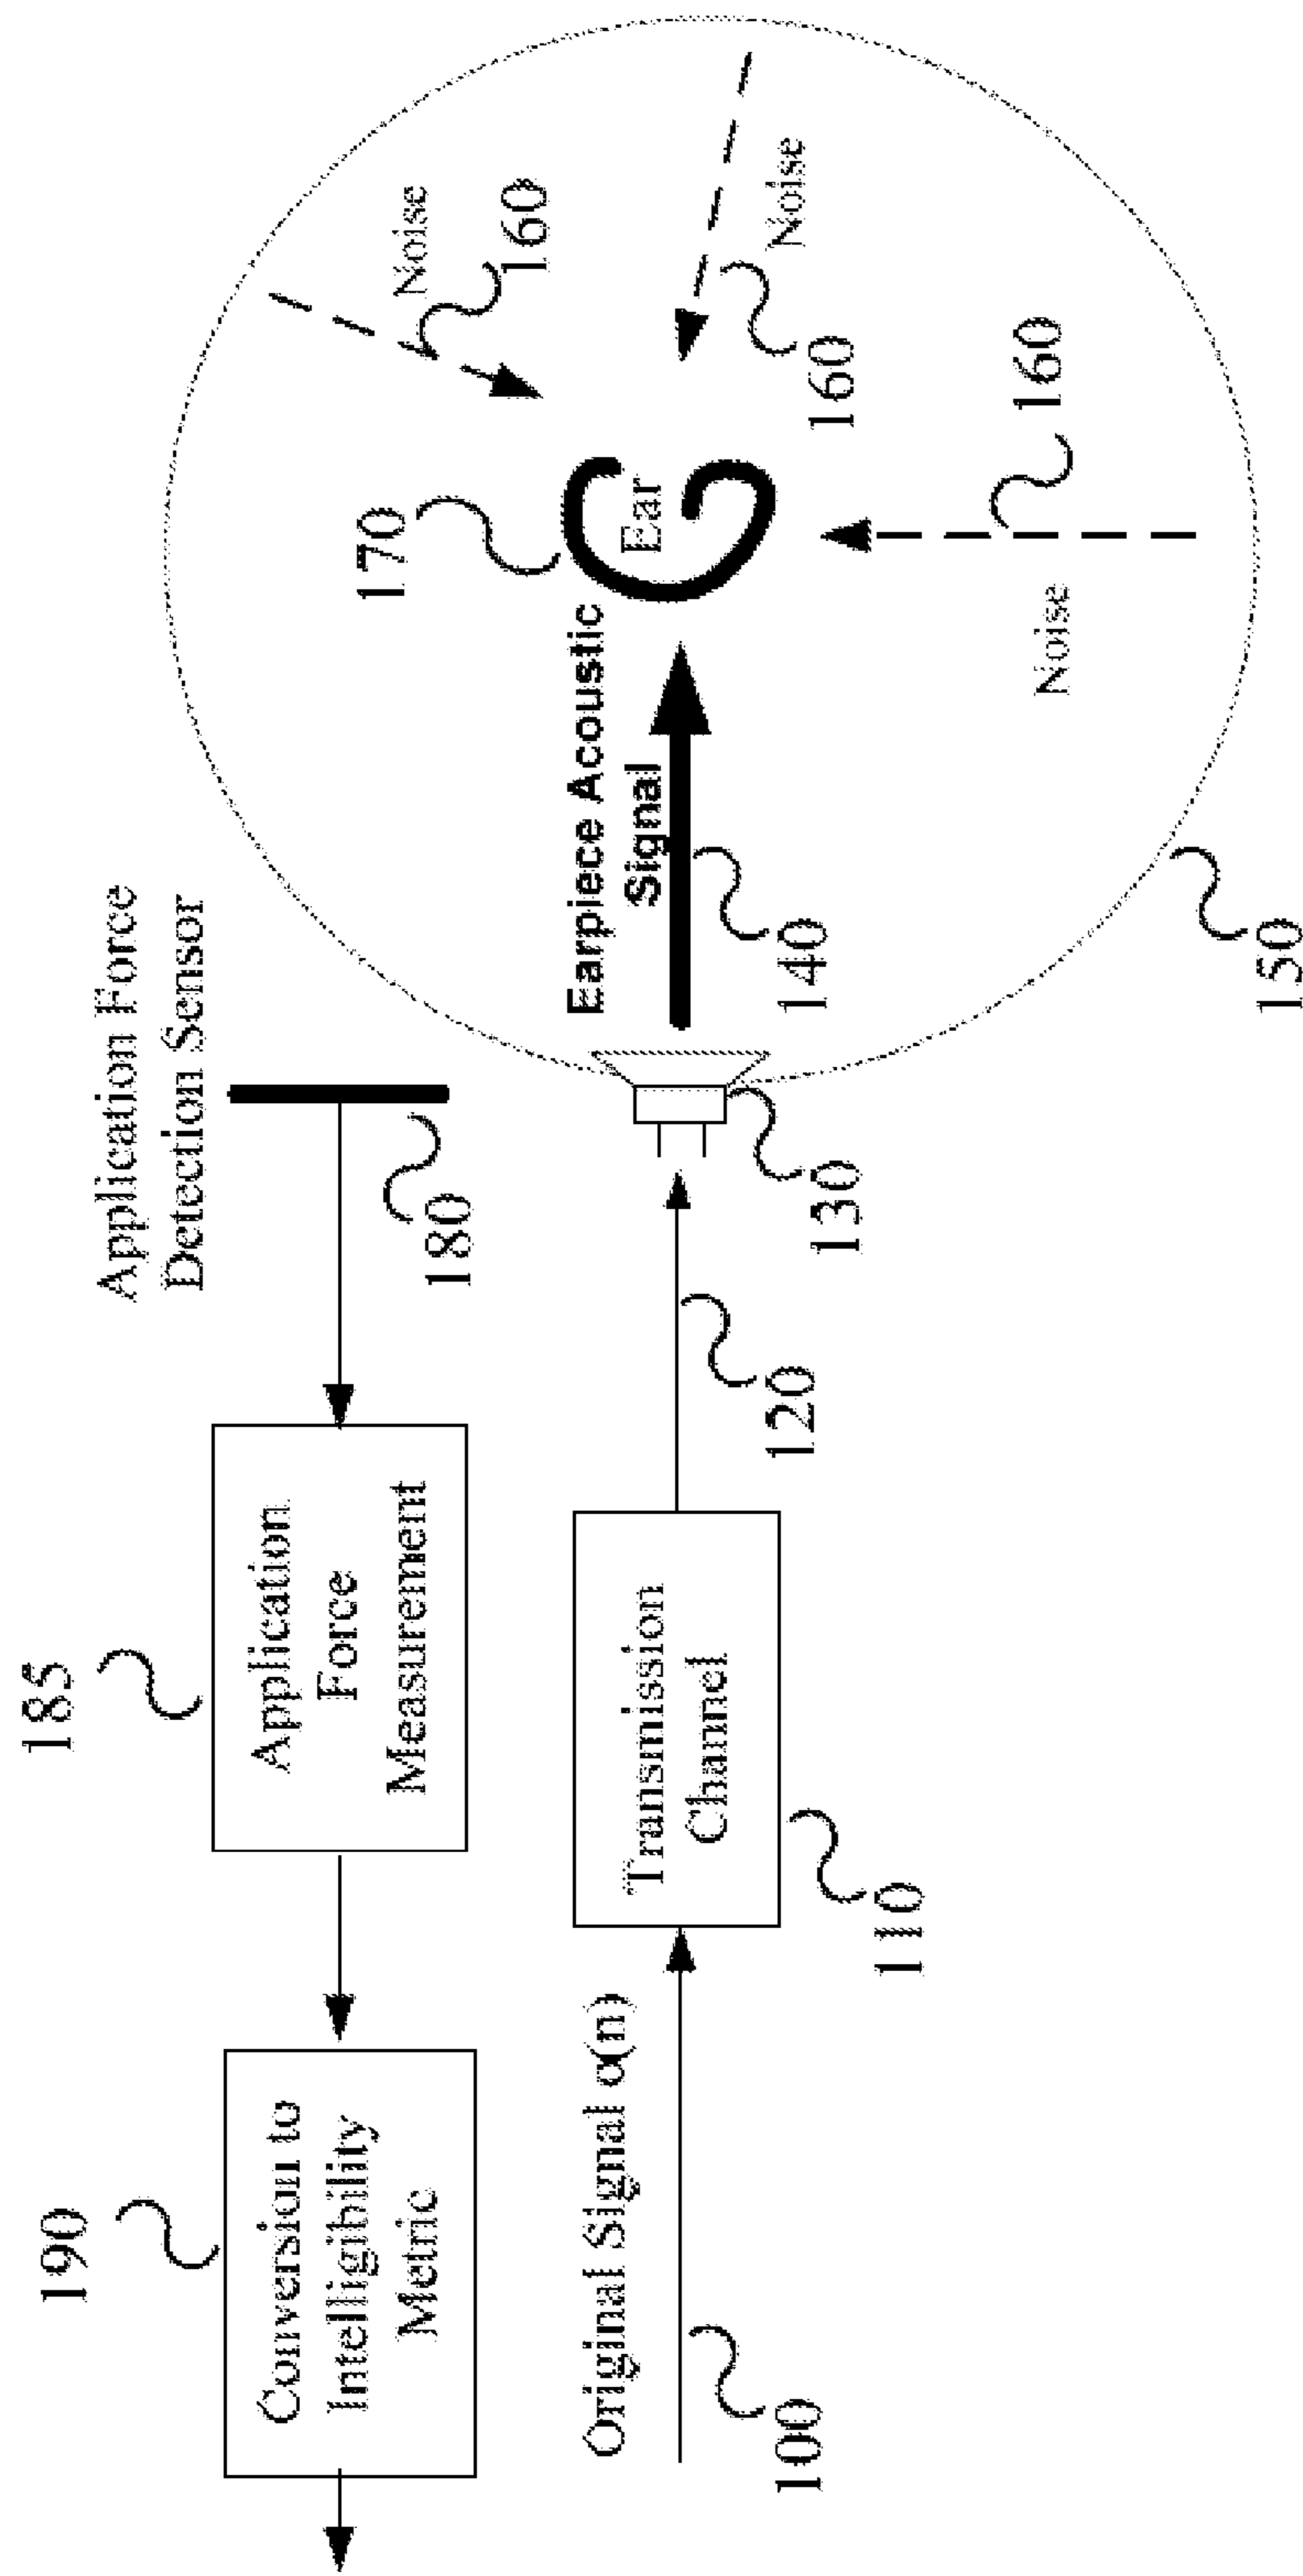 Application Force
Detection Sensor
180
185
Application
Force
Measurement
190
Conversion to
Intelligibility
Metric
Original Signal α(n)
100
Transmission
Channel
110
120
130
Earpiece Acoustic
Signal
140
150
170
Ear
Noise
160
Noise
160
Noise
160